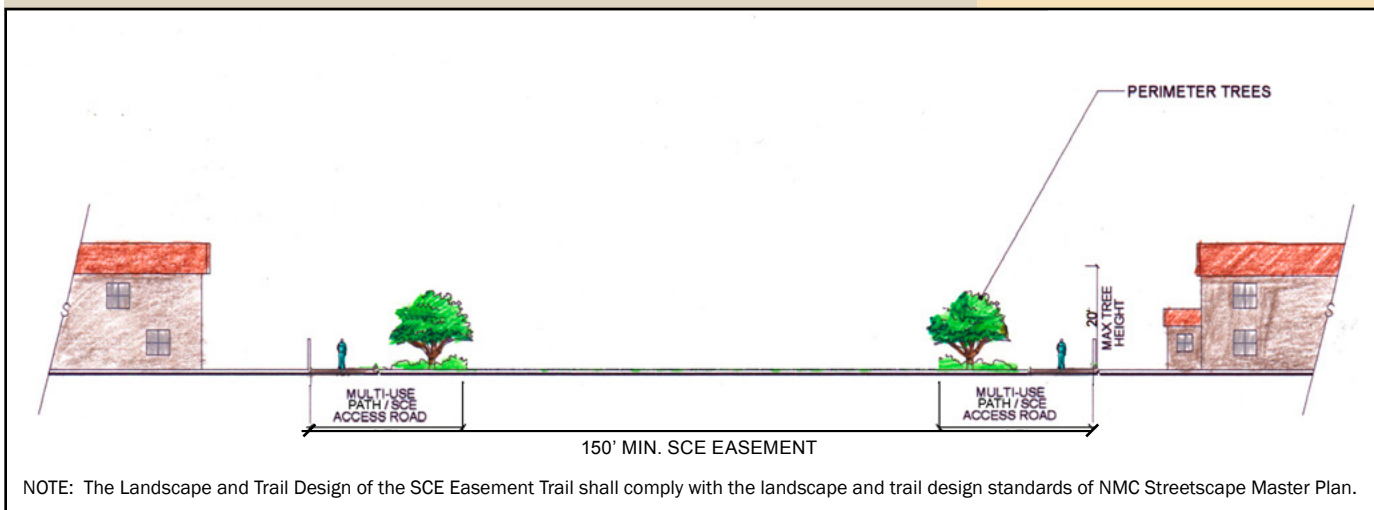 PERIMETER TREES
20'
MAX TREE
HEIGHT
S
S
MULTI-USE
PATH / SCE
ACCESS ROAD
MULTI-USE
PATH / SCE
ACCESS ROAD
150' MIN. SCE EASEMENT
NOTE: The Landscape and Trail Design of the SCE Easement Trail shall comply with the landscape and trail design standards of NMC Streetscape Master Plan.